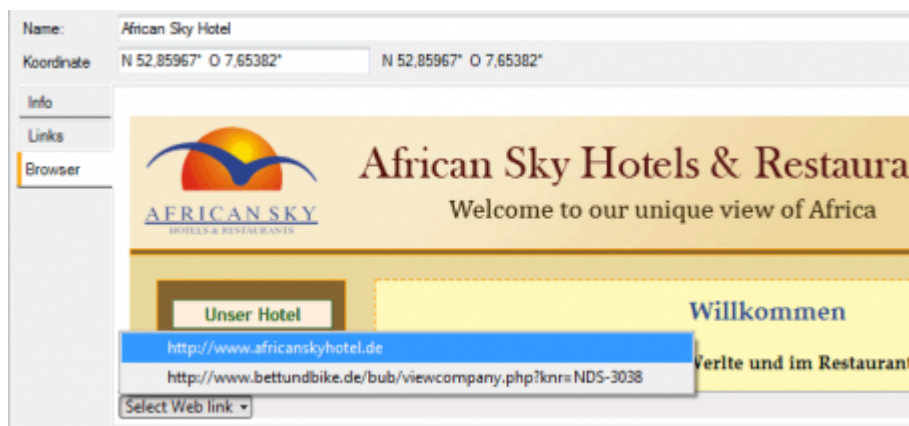 Name: African Sky Hotel
Koordinate N 52,85967° O 7,65382° N 52,85967° O 7,65382°
Info
Links
Browser
African Sky Hotels & Restaura
Welcome to our unique view of Africa
AFRICAN SKY
HOTELS & RESTAURANTS
Unser Hotel
Willkommen
http://www.africanskyhotel.de
Werlte und im Restaurant
http://www.bettundbike.de/bub/viewcompany.php?knr=NDS-3038
Select Web link